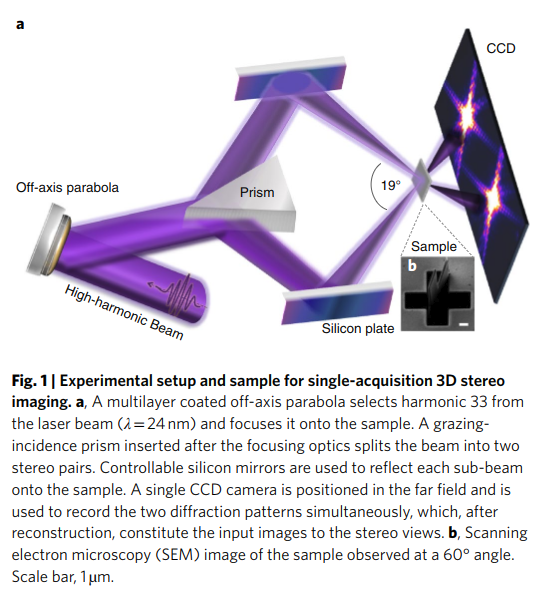 a
CCD
Off-axis parabola
Prism
19°
Sample
b
High-harmonic Beam
Silicon plate
Fig. 1 | Experimental setup and sample for single-acquisition 3D stereo
imaging. a, A multilayer coated off-axis parabola selects harmonic 33 from
the laser beam (λ = 24 nm) and focuses it onto the sample. A grazing-
incidence prism inserted after the focusing optics splits the beam into two
stereo pairs. Controllable silicon mirrors are used to reflect each sub-beam
onto the sample. A single CCD camera is positioned in the far field and is
used to record the two diffraction patterns simultaneously, which, after
reconstruction, constitute the input images to the stereo views. b, Scanning
electron microscopy (SEM) image of the sample observed at a 60° angle.
Scale bar, 1 μm.